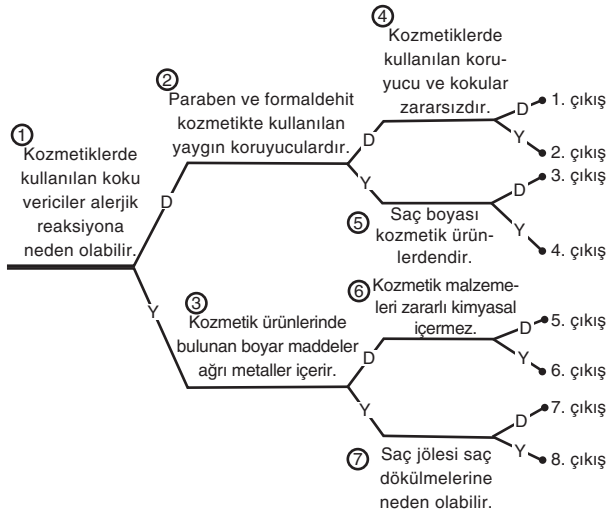 ①
Kozmetiklerde
kullanılan koku
vericiler alerjik
reaksiyona
neden olabilir.
D
Y
②
Paraben ve formaldehit
kozmetikte kullanılan
yaygın koruyuculardır.
D
Y
③
Kozmetik ürünlerinde
bulunan boyar maddeler
ağrı metaller içerir.
D
Y
④
Kozmetiklerde
kullanılan koru-
yucu ve kokular
zararsızdır.
D
1. çıkış
Y
2. çıkış
⑤
Saç boyası
kozmetik ürün-
lerdendir.
D
3. çıkış
Y
4. çıkış
⑥
Kozmetik malzeme-
leri zararlı kimyasal
içermez.
D
5. çıkış
Y
6. çıkış
⑦
Saç jölesi saç
dökülmelerine
neden olabilir.
D
7. çıkış
Y
8. çıkış